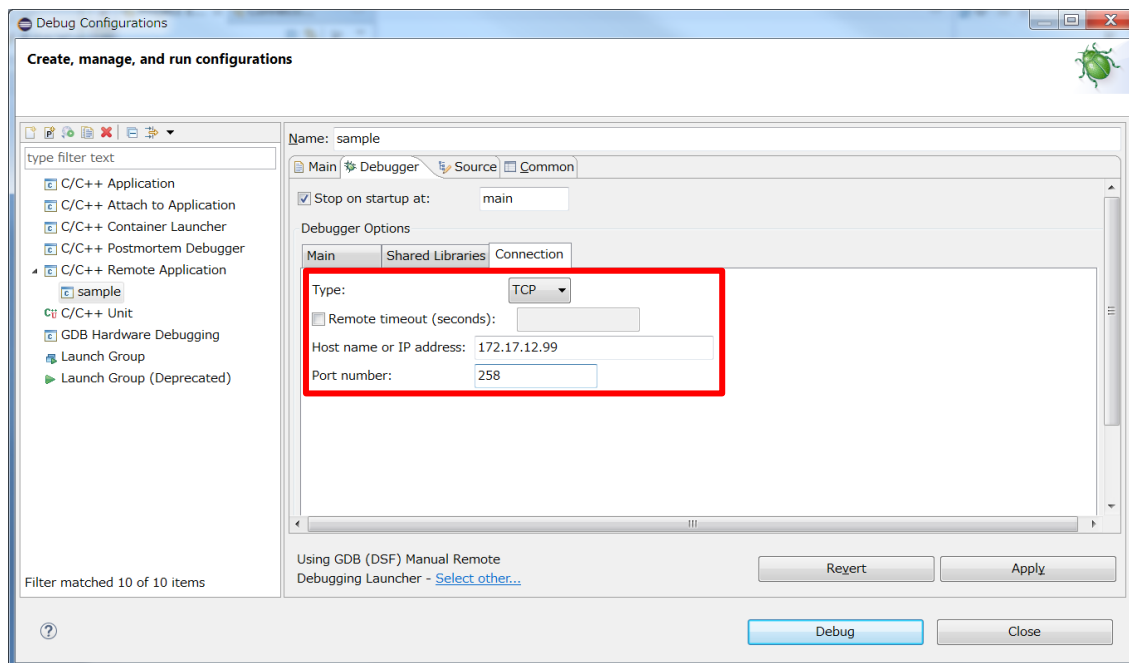 Debug Configurations
Create, manage, and run configurations
type filter text
C/C++ Application
C/C++ Attach to Application
C/C++ Container Launcher
C/C++ Postmortem Debugger
C/C++ Remote Application
sample
C/C++ Unit
GDB Hardware Debugging
Launch Group
Launch Group (Deprecated)
Filter matched 10 of 10 items
Name: sample
Main Debugger Source Common
Stop on startup at: main
Debugger Options
Main Shared Libraries Connection
Type: TCP
Remote timeout (seconds):
Host name or IP address: 172.17.12.99
Port number: 258
Using GDB (DSF) Manual Remote
Debugging Launcher - Select other...
Revert Apply
Debug Close